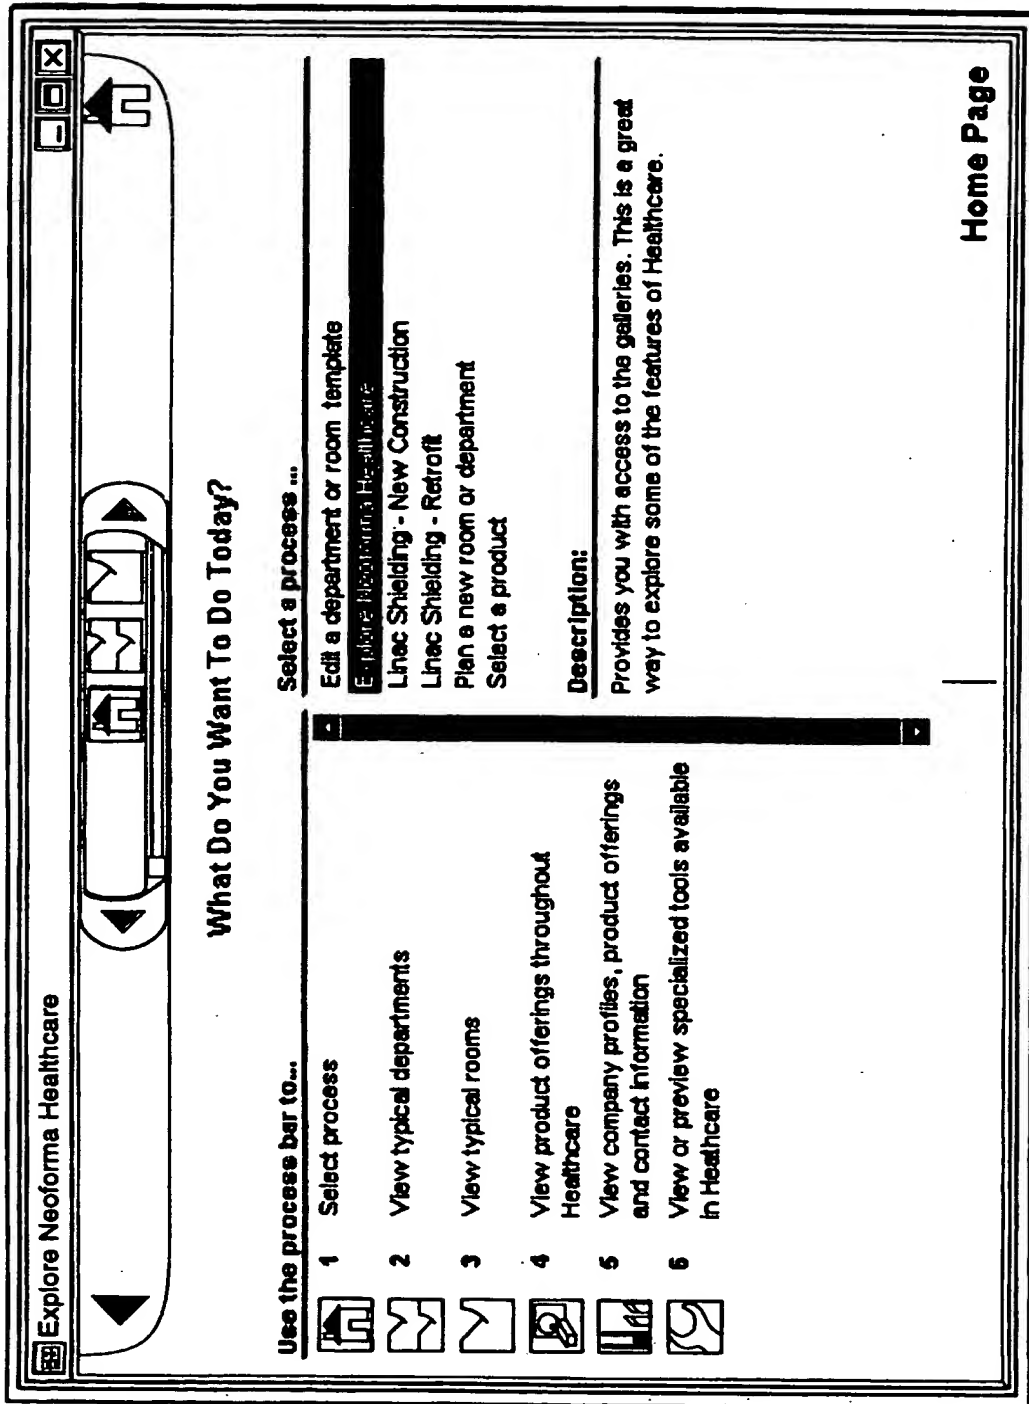 Explore Neoforma Healthcare
What Do You Want To Do Today?
Use the process bar to...
1 Select process
2 View typical departments
3 View typical rooms
4 View product offerings throughout
Healthcare
5 View company profiles, product offerings
and contact information
6 View or preview specialized tools available
in Heathcare
Select a process ...
Edit a department or room template
Explore Neoforma Healthcare
Linac Shielding - New Construction
Linac Shielding - Retrofit
Plan a new room or department
Select a product
Description:
Provides you with access to the galleries. This is a great
way to explore some of the features of Healthcare.
Home Page